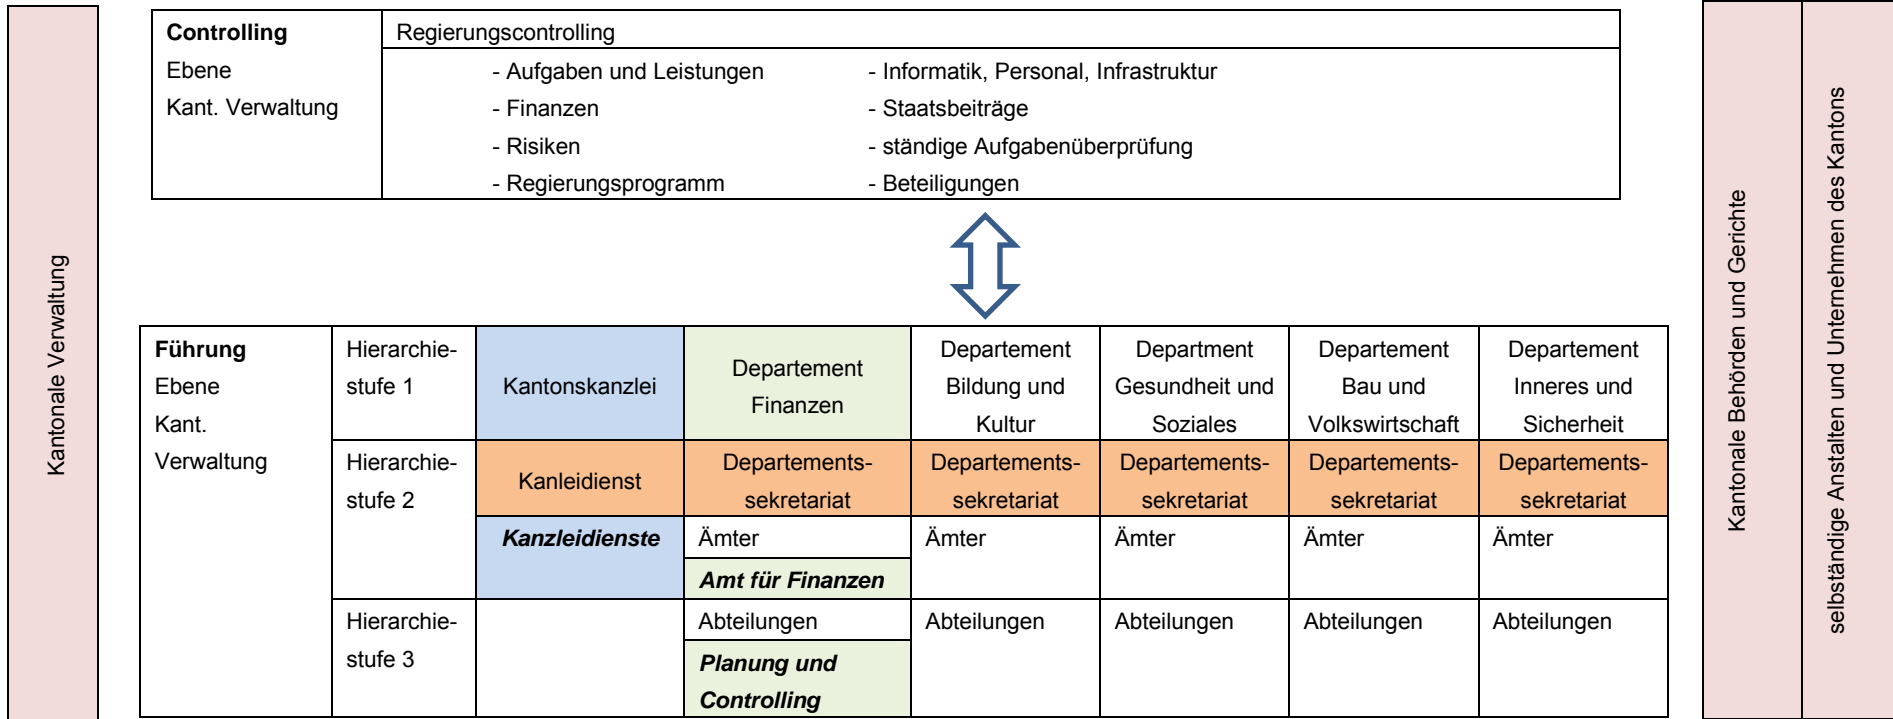 Kantonale Verwaltung
Controlling
Ebene
Kant. Verwaltung
Regierungscontrolling
- Aufgaben und Leistungen
- Finanzen
- Risiken
- Regierungsprogramm
- Informatik, Personal, Infrastruktur
- Staatsbeiträge
- ständige Aufgabenüberprüfung
- Beteiligungen
Führung
Ebene
Kant.
Verwaltung
Hierarchie-
stufe 1
Kantonskanzlei
Departement
Finanzen
Departement
Bildung und
Kultur
Department
Gesundheit und
Soziales
Departement
Bau und
Volkswirtschaft
Departement
Inneres und
Sicherheit
Hierarchie-
stufe 2
Kanleidienst
Departements-
sekretariat
Departements-
sekretariat
Departements-
sekretariat
Departements-
sekretariat
Departements-
sekretariat
Kanzleidienste
Ämter
Amt für Finanzen
Ämter
Ämter
Ämter
Ämter
Hierarchie-
stufe 3
Abteilungen
Planung und
Controlling
Abteilungen
Abteilungen
Abteilungen
Abteilungen
Kantonale Behörden und Gerichte
selbständige Anstalten und Unternehmen des Kantons